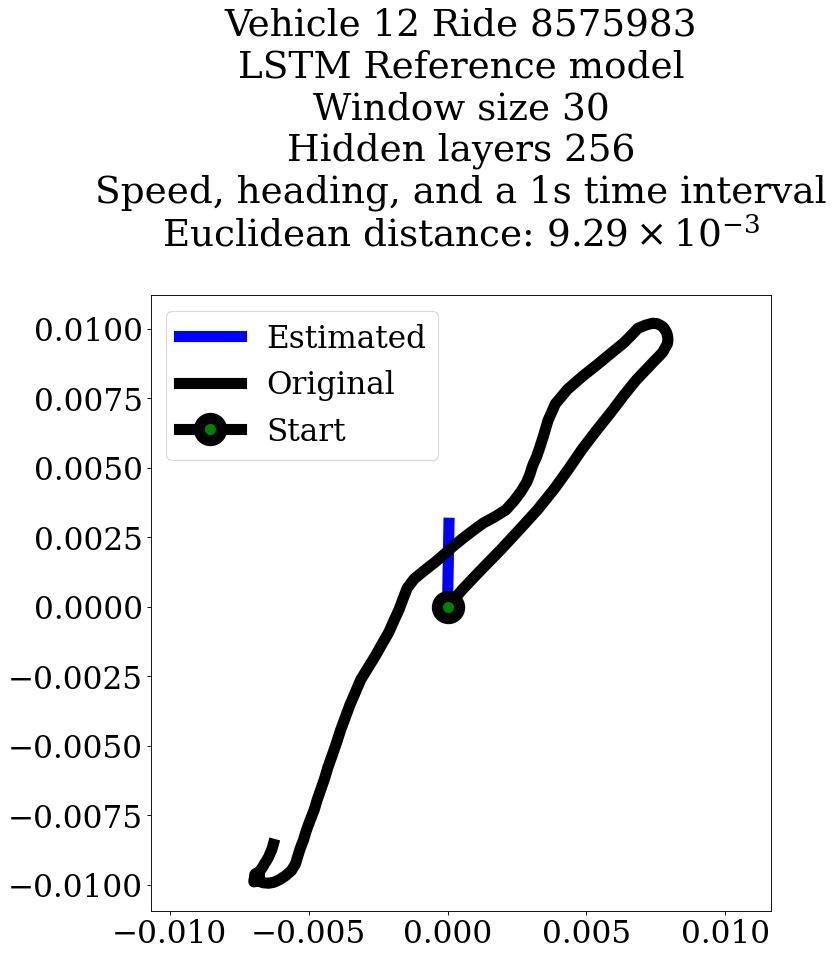 Vehicle 12 Ride 8575983
LSTM Reference model
Window size 30
Hidden layers 256
Speed, heading, and a 1s time interval
Euclidean distance: 9.29 × 10⁻³
Estimated
Original
Start
0.0100
0.0075
0.0050
0.0025
0.0000
−0.0025
−0.0050
−0.0075
−0.0100
−0.010 −0.005 0.000 0.005 0.010